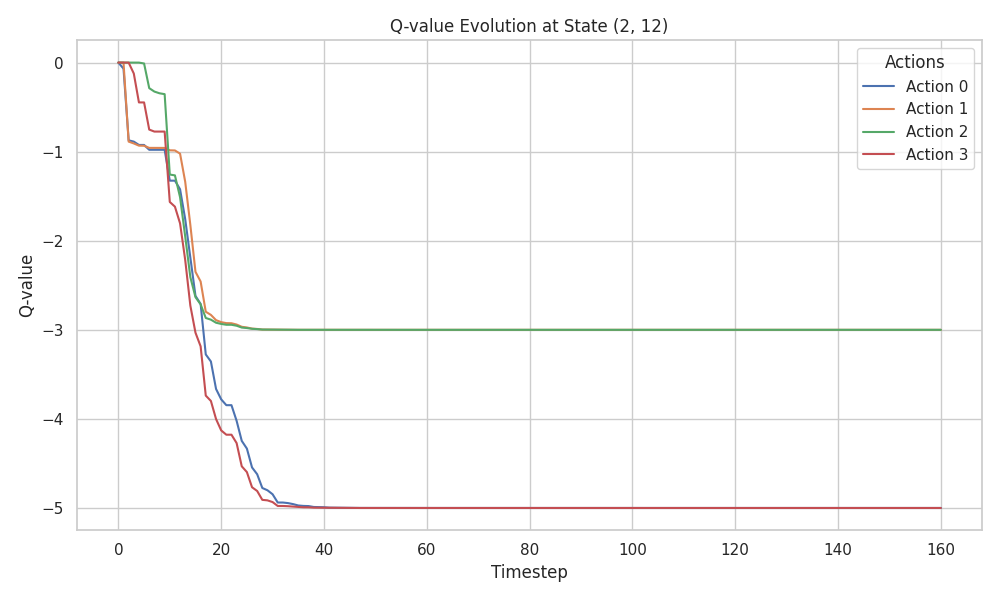 Q-value Evolution at State (2, 12)
Actions
Action 0
Action 1
Action 2
Action 3
Q-value
0
−1
−2
−3
−4
−5
0 20 40 60 80 100 120 140 160
Timestep